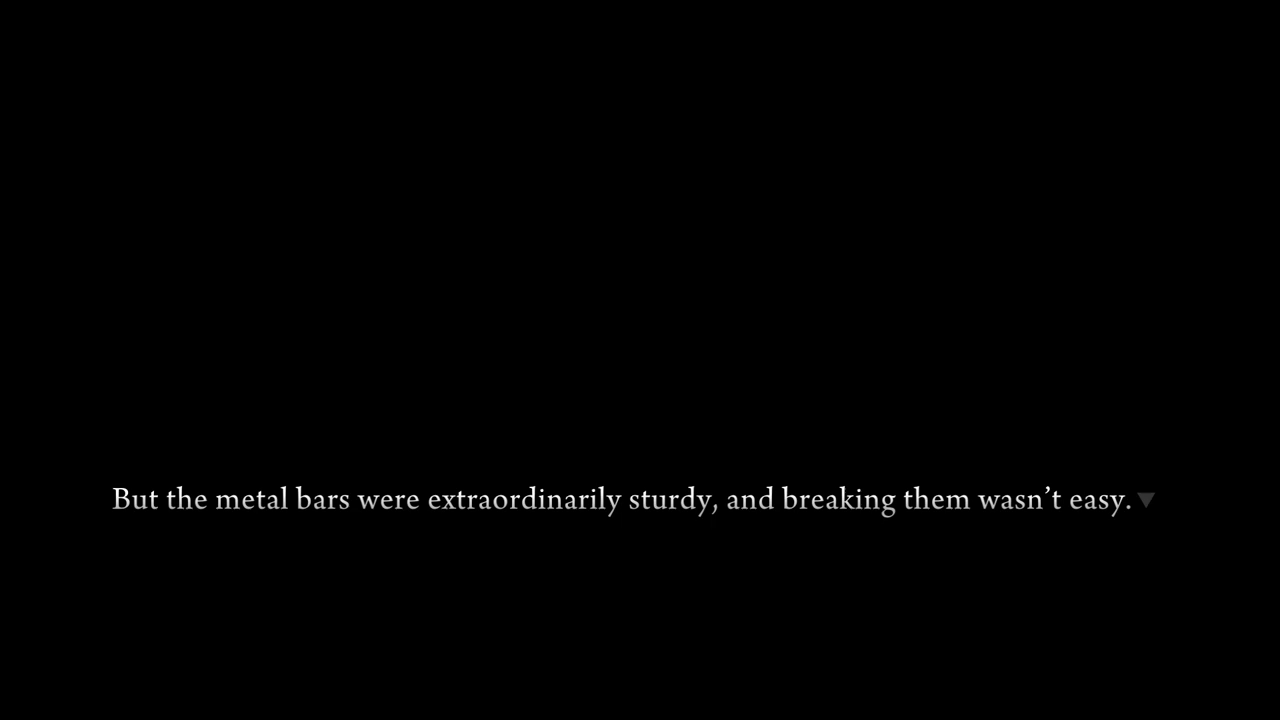 But the metal bars were extraordinarily sturdy, and breaking them wasn’t easy.